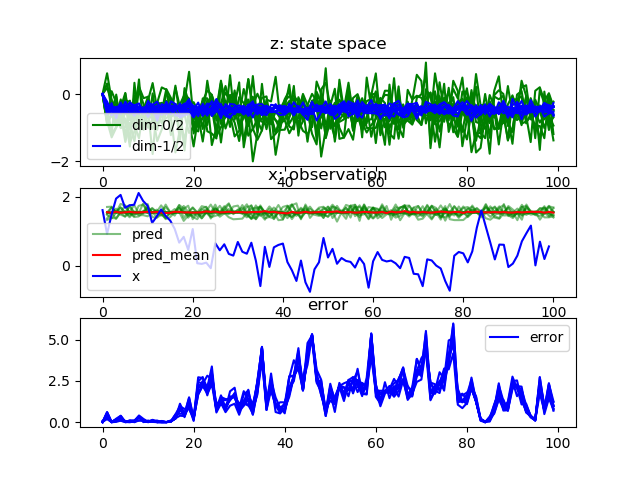 z: state space
0
−2
dim-0/2
dim-1/2
0 20 40 60 80 100
x: observation
2
0
pred
pred_mean
x
0 20 40 60 80 100
error
5.0
2.5
0.0
error
0 20 40 60 80 100